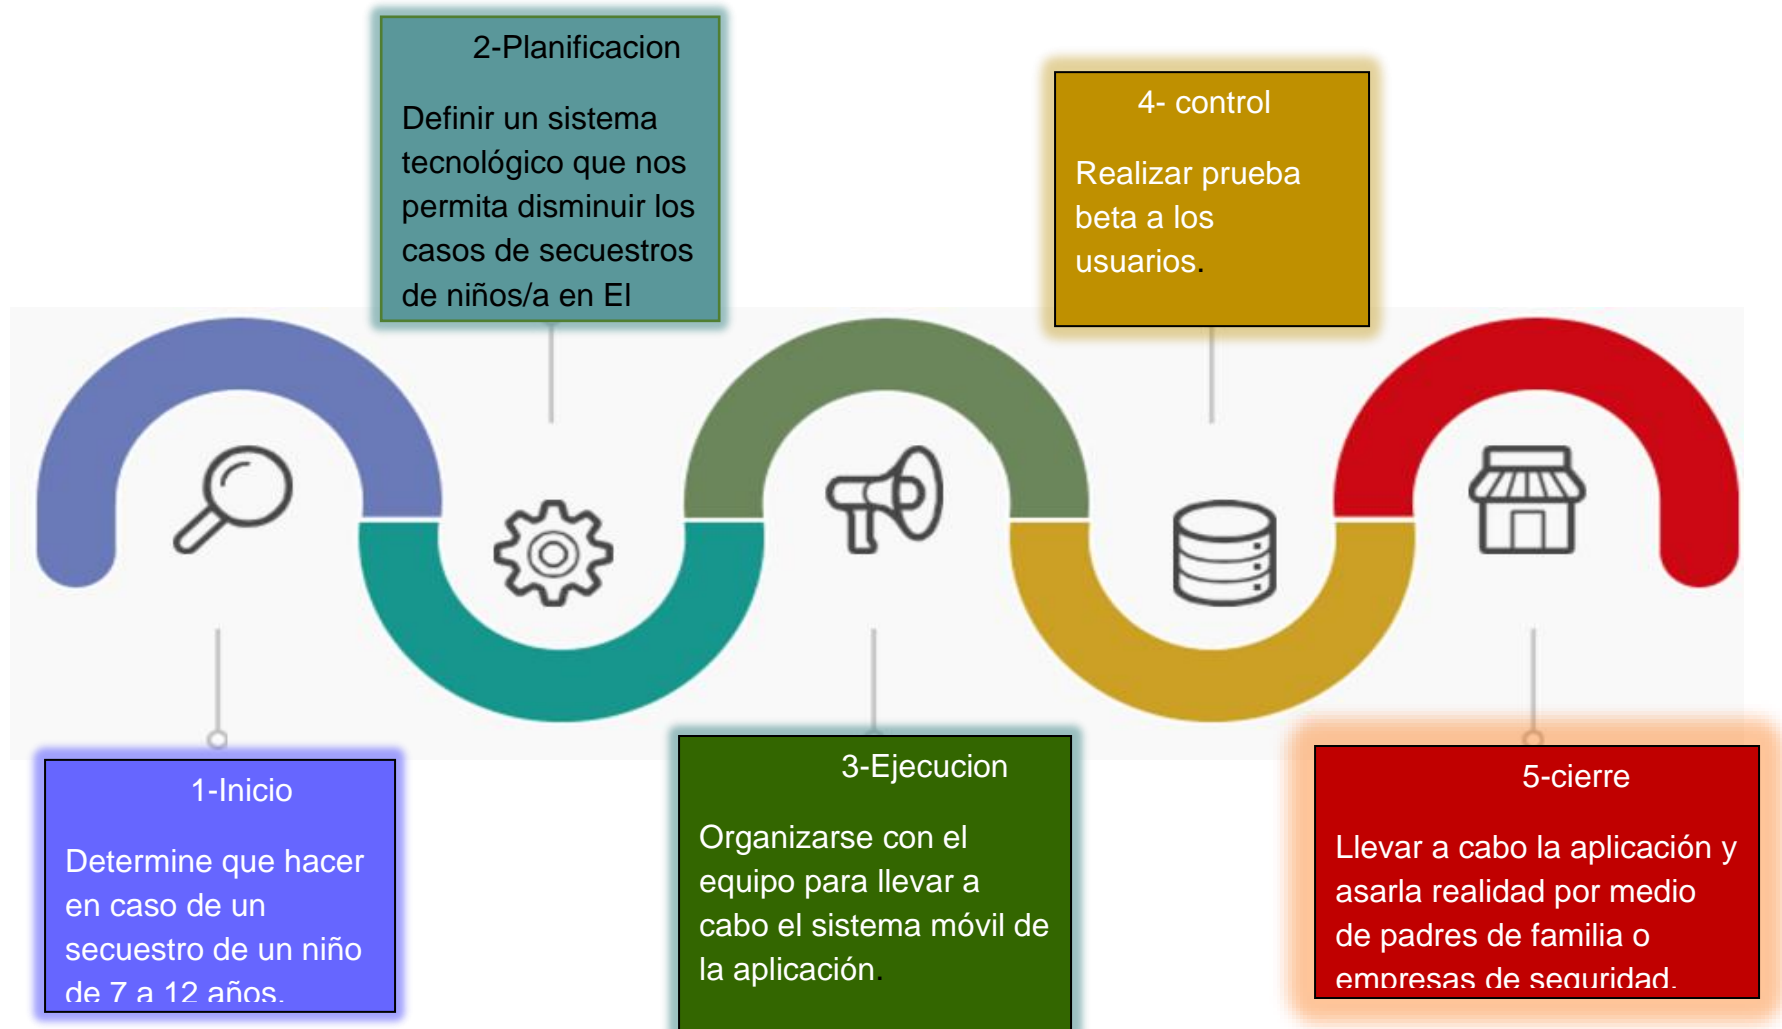 1-Inicio
Determine que hacer
en caso de un
secuestro de un niño
de 7 a 12 años.
2-Planificacion
Definir un sistema
tecnológico que nos
permita disminuir los
casos de secuestros
de niños/a en El
3-Ejecucion
Organizarse con el
equipo para llevar a
cabo el sistema móvil de
la aplicación.
4- control
Realizar prueba
beta a los
usuarios.
5-cierre
Llevar a cabo la aplicación y
asarla realidad por medio
de padres de familia o
empresas de seguridad.